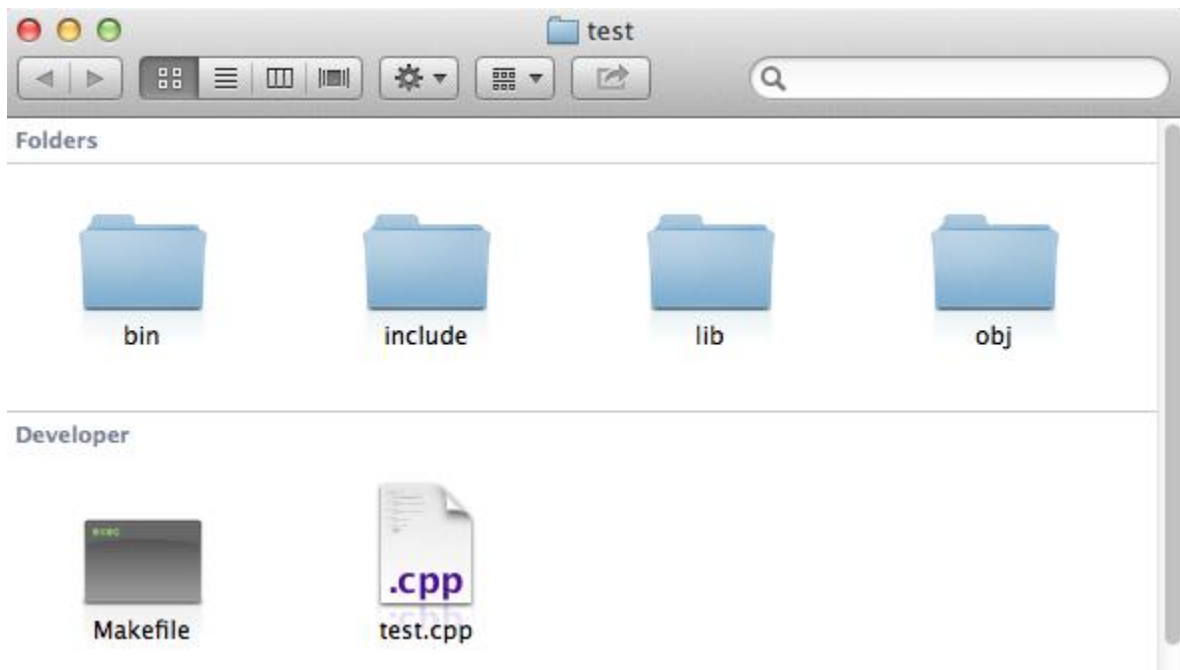 test
Folders
bin
include
lib
obj
Developer
exec
.cpp
Makefile
test.cpp